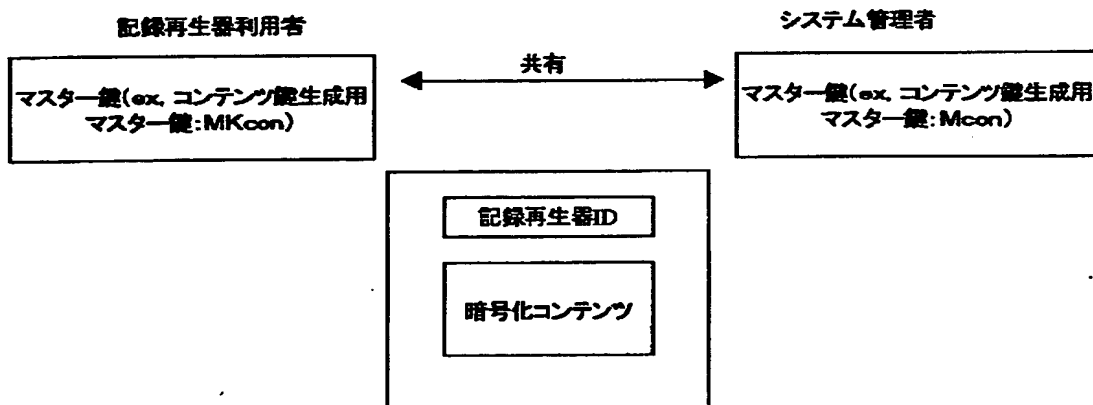 記録再生器利用者
システム管理者
マスター鍵(ex, コンテンツ鍵生成用
マスター鍵:MKcon)
共有
マスター鍵(ex, コンテンツ鍵生成用
マスター鍵:Mcon)
記録再生器ID
暗号化コンテンツ